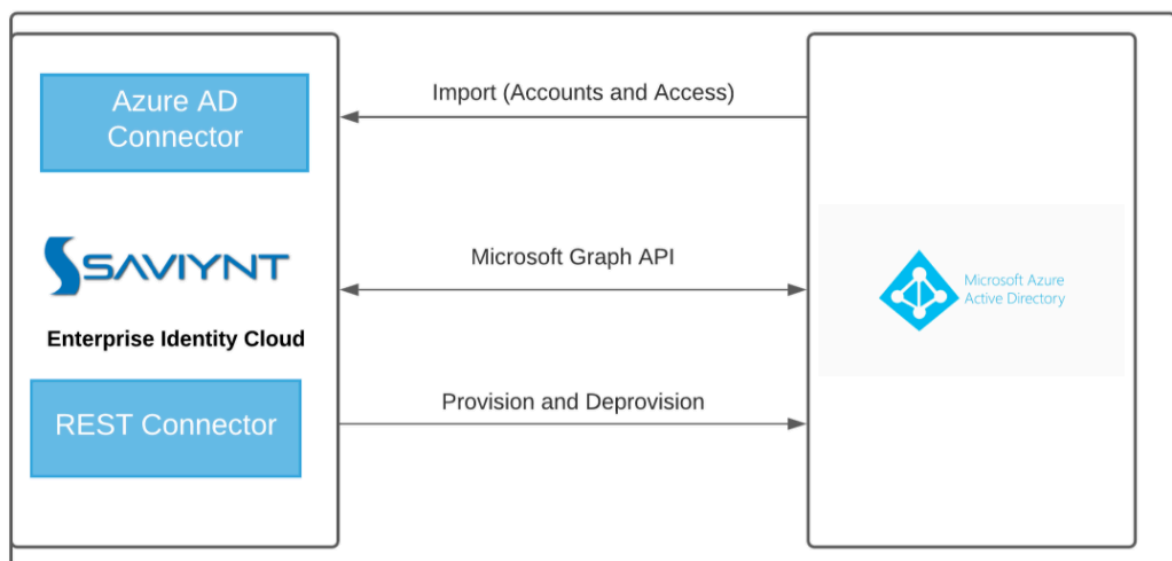 Azure AD
Connector
SAVIYNT
Enterprise Identity Cloud
REST Connector
Import (Accounts and Access)
Microsoft Graph API
Provision and Deprovision
Microsoft Azure
Active Directory